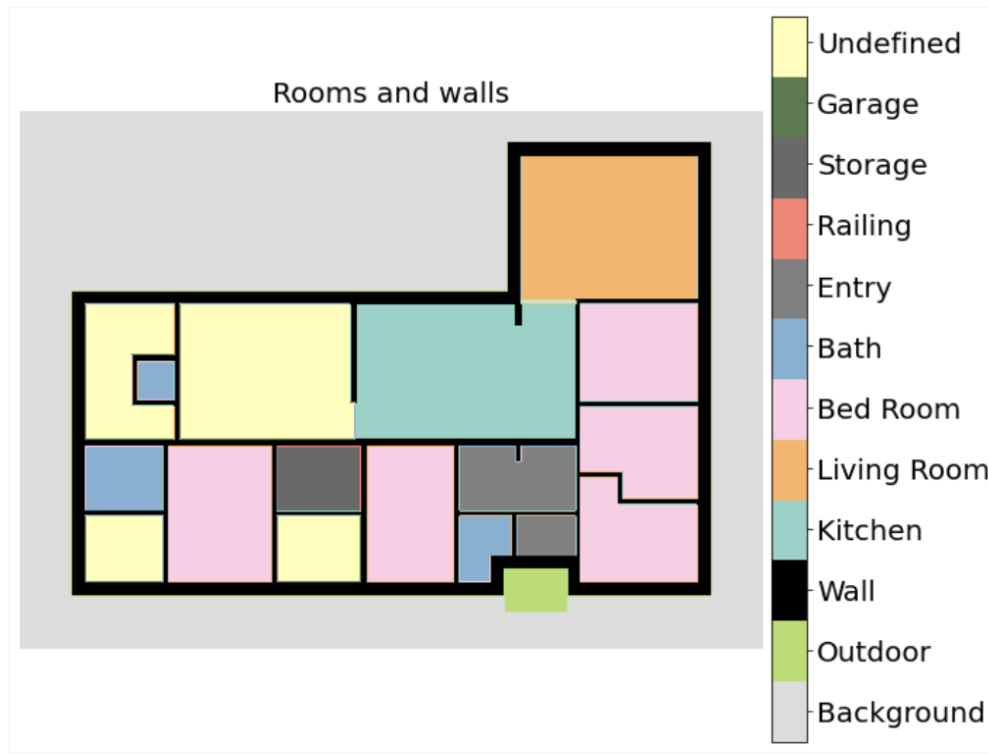 Rooms and walls
Undefined
Garage
Storage
Railing
Entry
Bath
Bed Room
Living Room
Kitchen
Wall
Outdoor
Background